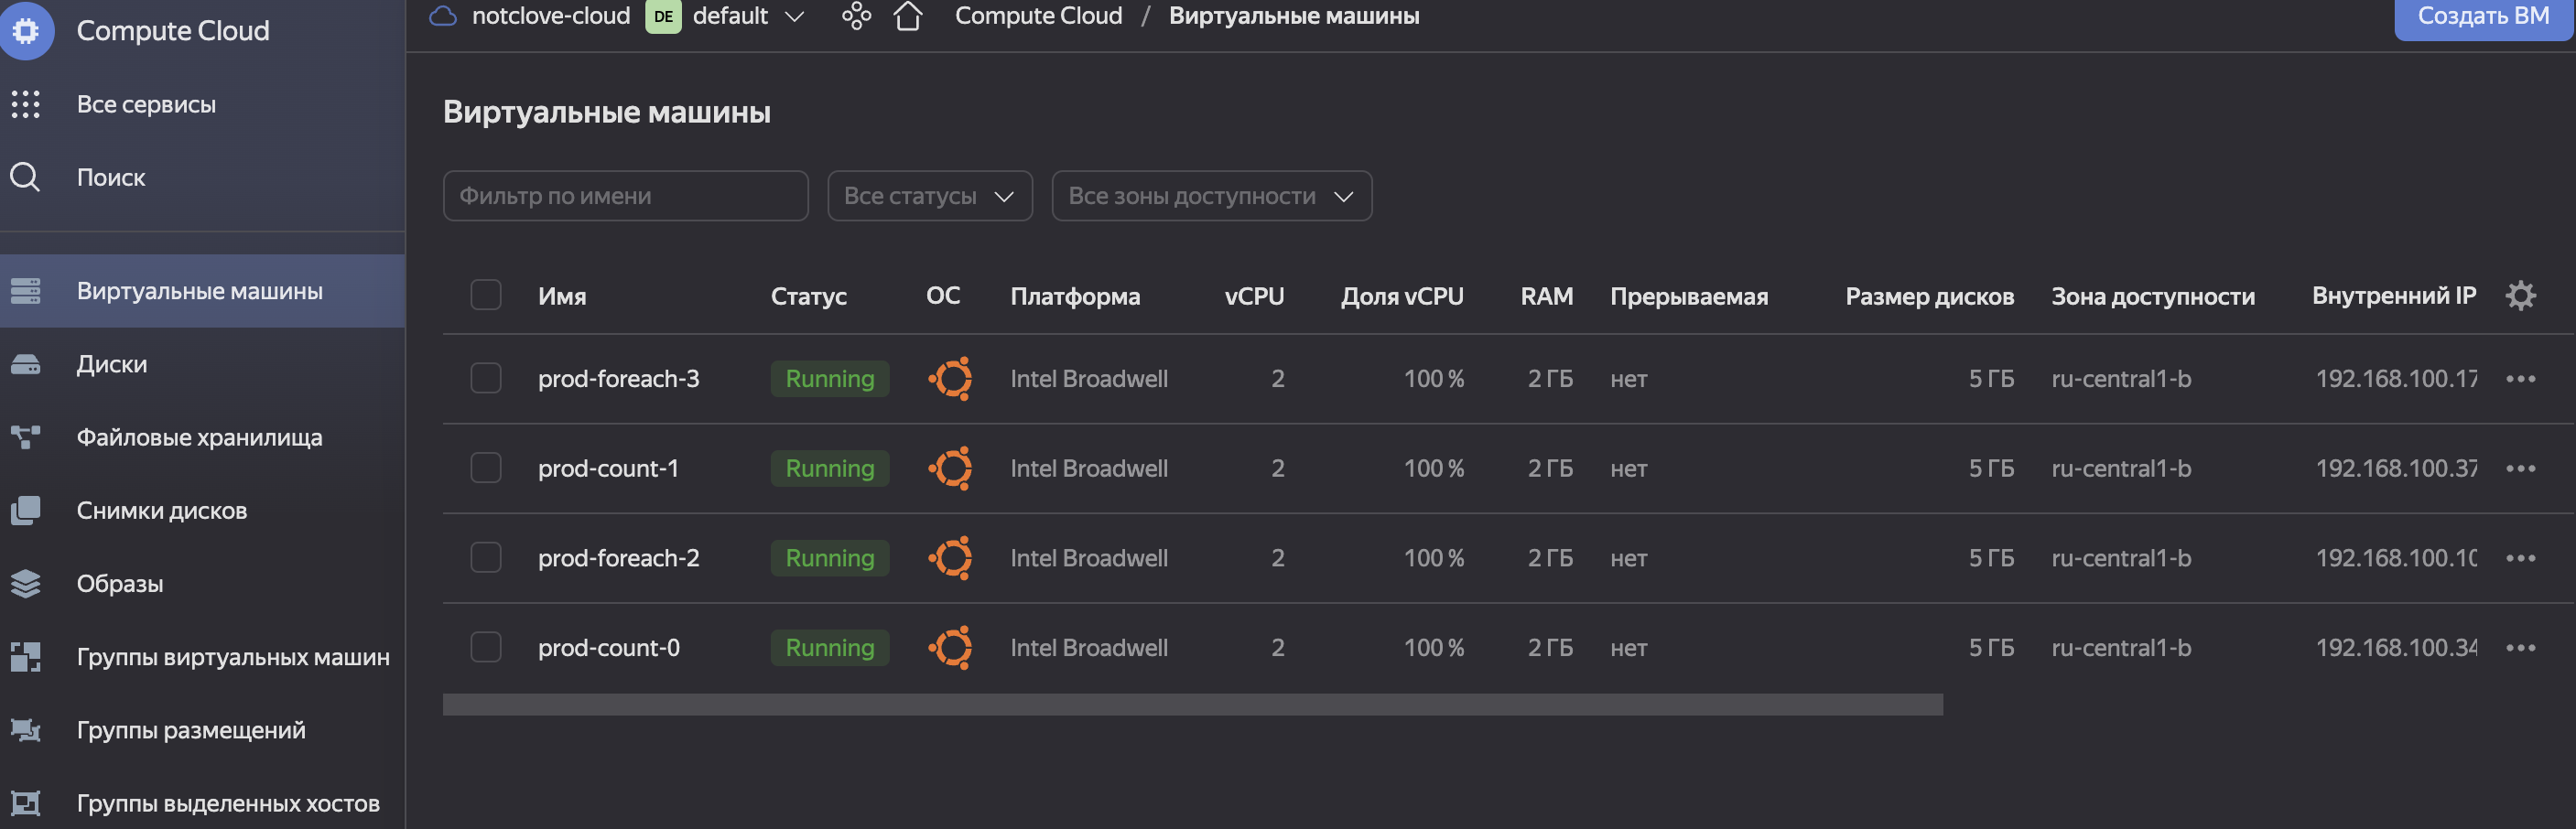 Compute Cloud
Все сервисы
Поиск
Виртуальные машины
Диски
Файловые хранилища
Снимки дисков
Образы
Группы виртуальных машин
Группы размещений
Группы выделенных хостов
notclove-cloud DE default Compute Cloud / Виртуальные машины Создать ВМ
Виртуальные машины
Фильтр по имени Все статусы Все зоны доступности
Имя Статус ОС Платформа vCPU Доля vCPU RAM Прерываемая Размер дисков Зона доступности Внутренний IP
prod-foreach-3 Running Intel Broadwell 2 100 % 2 ГБ нет 5 ГБ ru-central1-b 192.168.100.17
prod-count-1 Running Intel Broadwell 2 100 % 2 ГБ нет 5 ГБ ru-central1-b 192.168.100.37
prod-foreach-2 Running Intel Broadwell 2 100 % 2 ГБ нет 5 ГБ ru-central1-b 192.168.100.10
prod-count-0 Running Intel Broadwell 2 100 % 2 ГБ нет 5 ГБ ru-central1-b 192.168.100.34